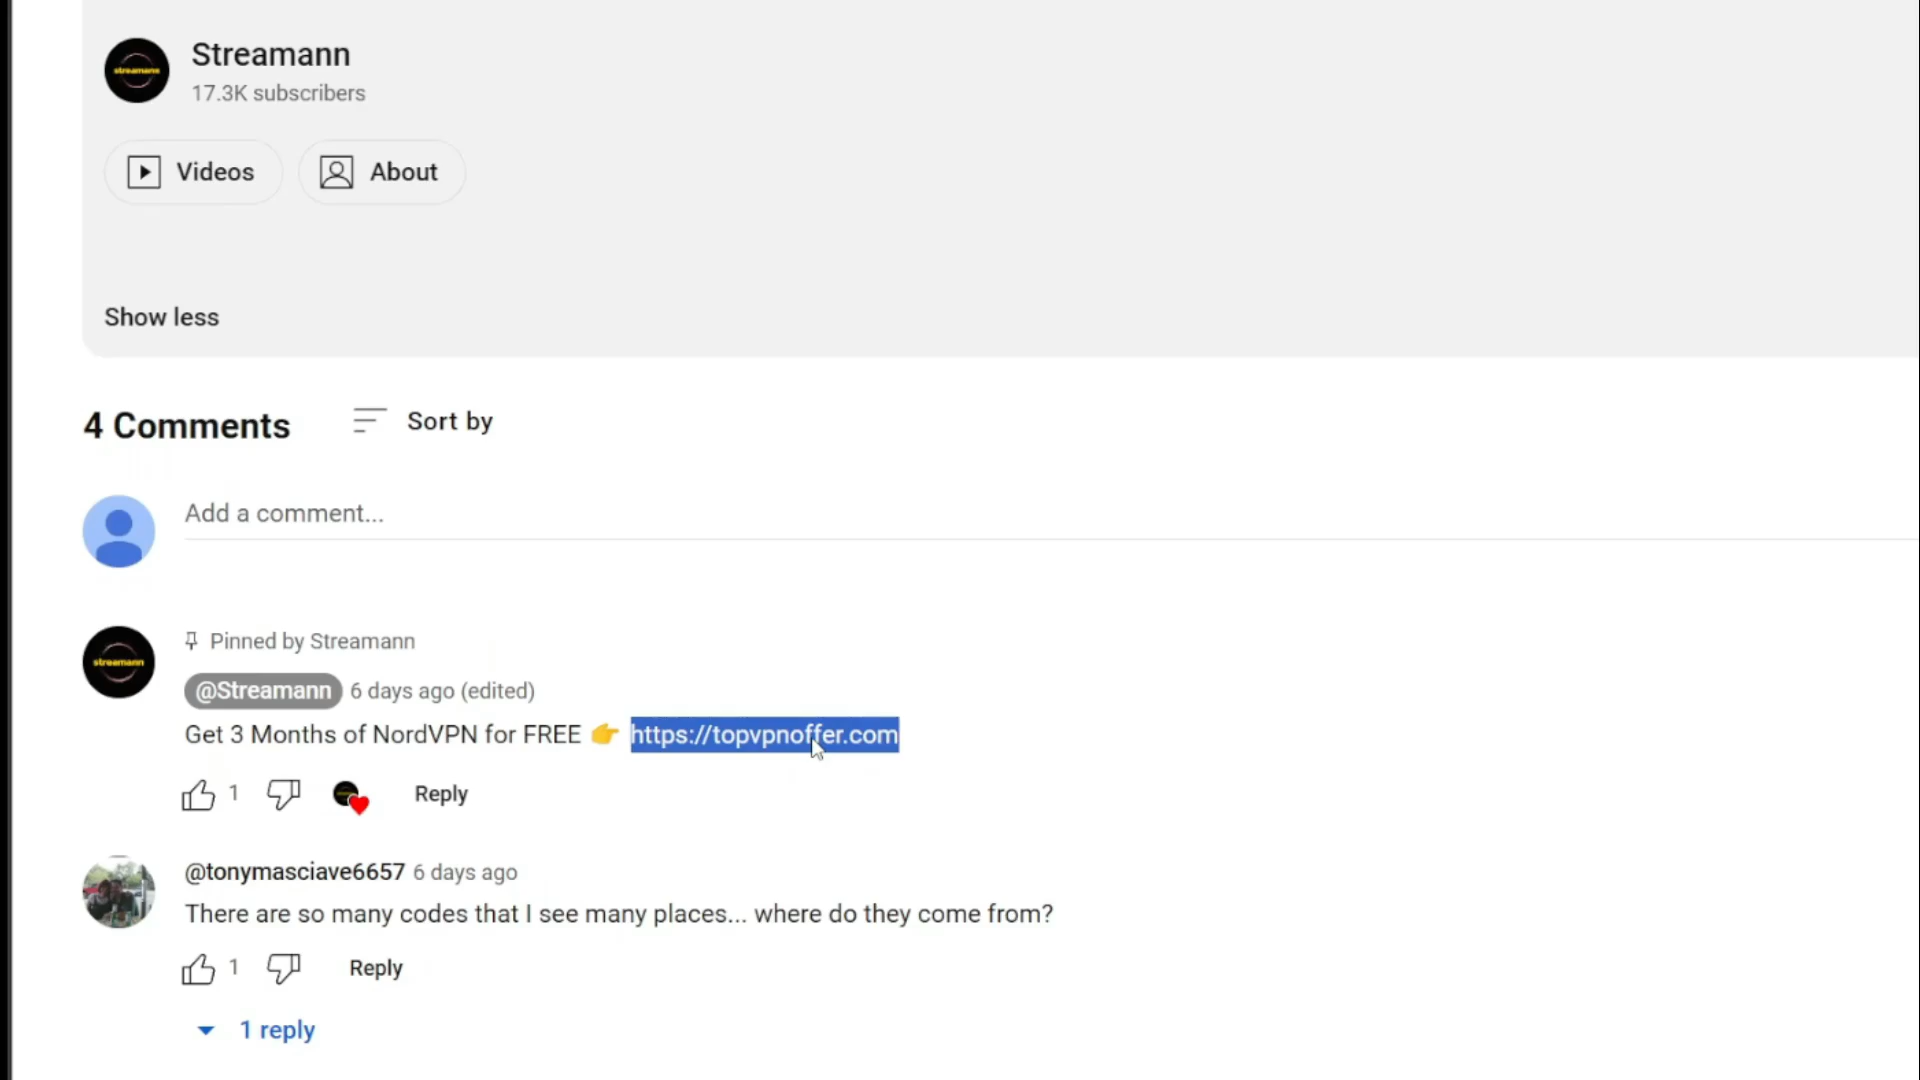 streamann
Streamann
17.3K subscribers
Videos
About
Show less
4 Comments
Sort by
Add a comment...
Pinned by Streamann
streamann
@Streamann 6 days ago (edited)
Get 3 Months of NordVPN for FREE 👉 https://topvpnoffer.com
1
Reply
@tonymasciave6657 6 days ago
There are so many codes that I see many places... where do they come from?
1
Reply
1 reply